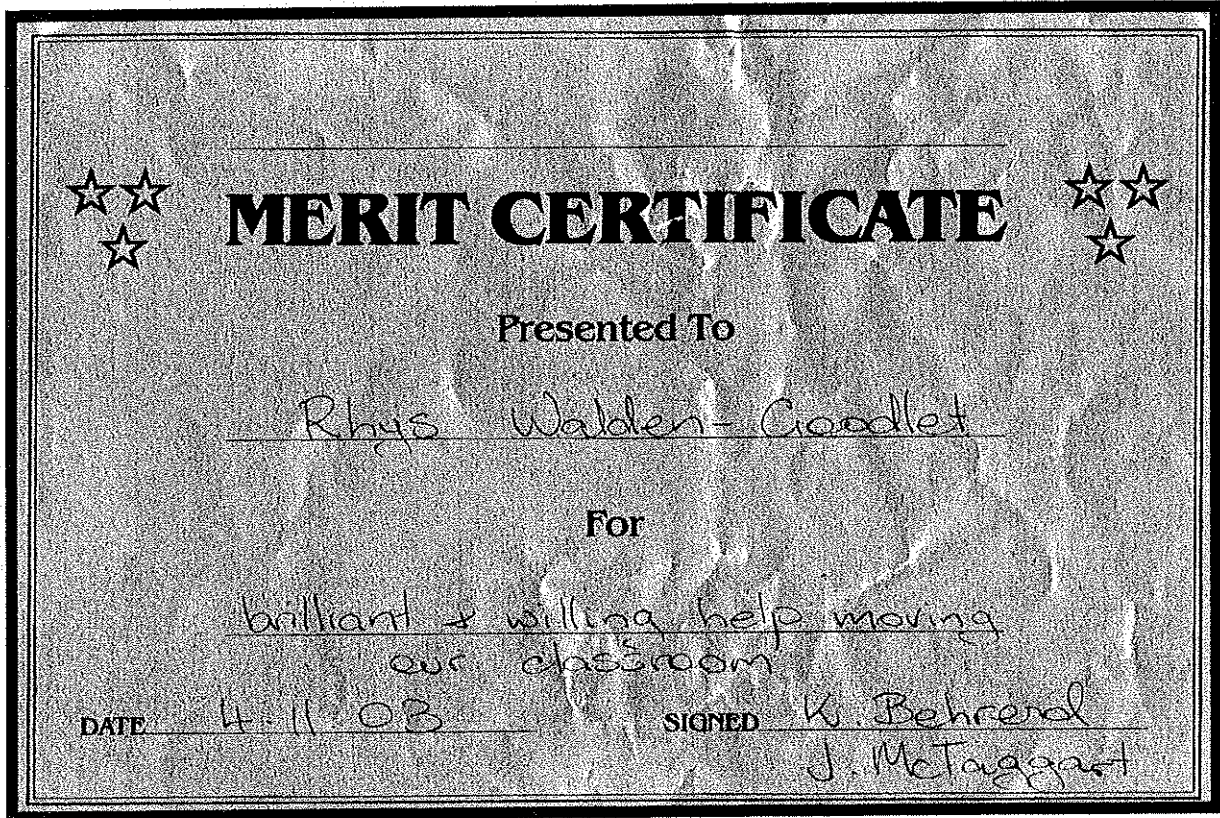 MERIT CERTIFICATE
Presented To
Rhys Walden-Goodlet
For
brilliant + willing help moving
our classroom
DATE 4-11-03 SIGNED K. Behrend
J. McTaggart